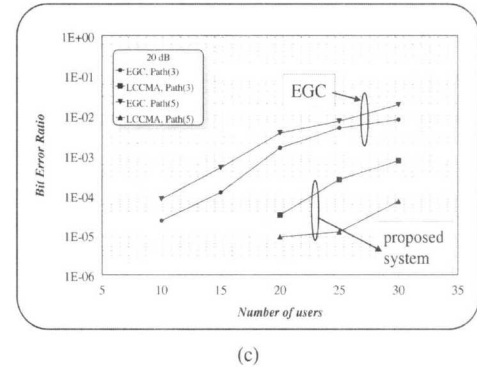 1E+00
1E-01
1E-02
1E-03
1E-04
1E-05
1E-06
Bit Error Ratio
20 dB
EGC, Path(3)
LCCMA, Path(3)
EGC, Path(5)
LCCMA, Path(5)
EGC
proposed
system
5 10 15 20 25 30 35
Number of users
(c)